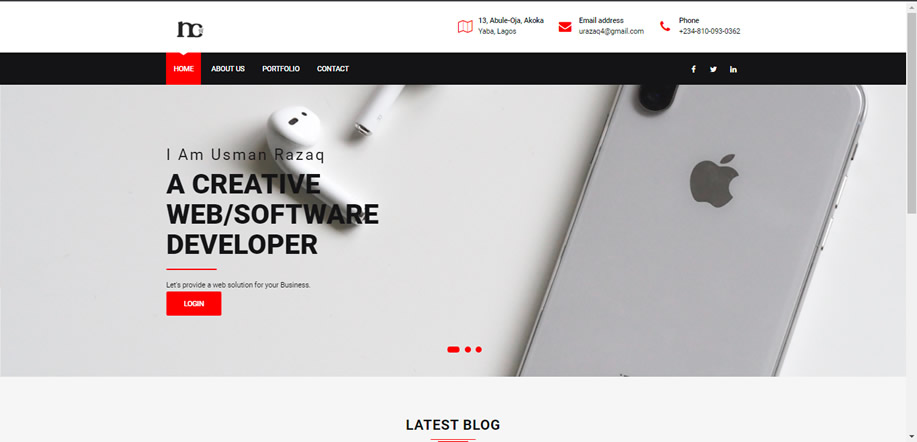 nc
13, Abule-Oja, Akoka
Yaba, Lagos
Email address
urazaq4@gmail.com
Phone
+234-810-093-0362
HOME ABOUT US PORTFOLIO CONTACT
I Am Usman Razaq
A CREATIVE
WEB/SOFTWARE
DEVELOPER
Let's provide a web solution for your Business.
LOGIN
LATEST BLOG